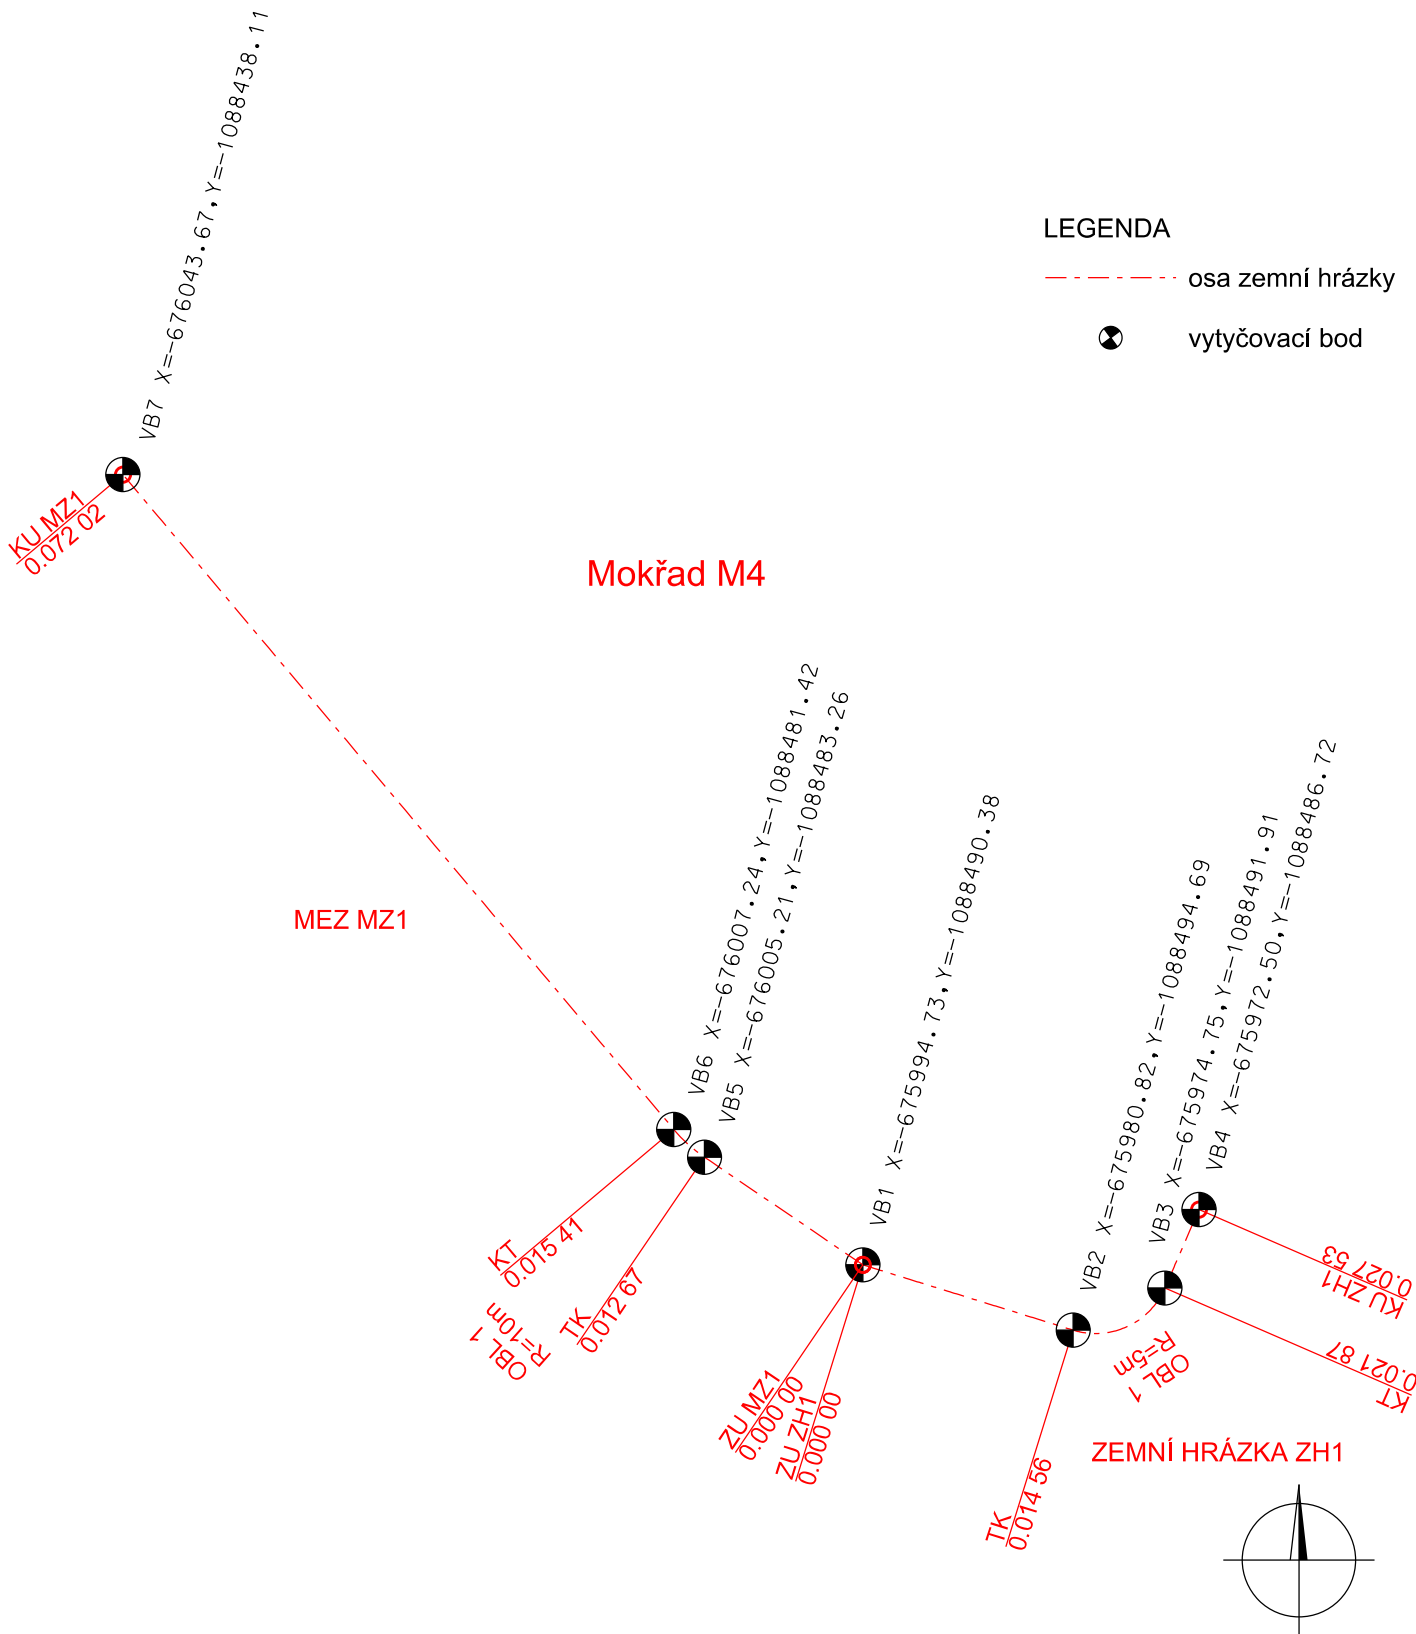 VB7 X=-676043.67,Y=-1088438.11
LEGENDA
osa zemní hrázky
vytyčovací bod
KU MZ1
0.072 02
Mokřad M4
MEZ MZ1
VB6 X=-676007.24,Y=-1088481.42
VB5 X=-676005.21,Y=-1088483.26
VB1 X=-675994.73,Y=-1088490.38
VB2 X=-675980.82,Y=-1088494.69
VB3 X=-675974.75,Y=-1088491.91
VB4 X=-675972.50,Y=-1088486.72
KT
0.015 41
OBL 1
R=10m
TK
0.012 67
ZU MZ1
0.000 00
ZU ZH1
0.000 00
TK
0.014 56
OBL 1
R=5m
KU ZH1
0.027 53
KT
0.021 87
ZEMNÍ HRÁZKA ZH1